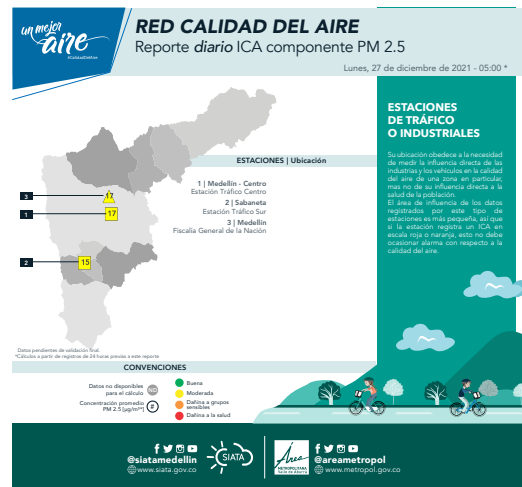 un mejor
aire
#CalidadDelAire
RED CALIDAD DEL AIRE
Reporte diario ICA componente PM 2.5
Lunes, 27 de diciembre de 2021 - 05:00 *
ESTACIONES | Ubicación
1 | Medellín - Centro
Estación Tráfico Centro
2 | Sabaneta
Estación Tráfico Sur
3 | Medellín
Fiscalía General de la Nación
3
17
1
17
2
15
Datos pendientes de validación final.
*Cálculos a partir de registros de 24 horas previas a este reporte
ESTACIONES
DE TRÁFICO
O INDUSTRIALES
Su ubicación obedece a la necesidad
de medir la influencia directa de las
industrias y los vehículos en la calidad
del aire de una zona en particular,
mas no de su influencia directa a la
salud de la población.
El área de influencia de los datos
registrados por este tipo de
estaciones es más pequeña, así que
si la estación registra un ICA en
escala roja o naranja, esto no debe
ocasionar alarma con respecto a la
calidad del aire.
CONVENCIONES
Datos no disponibles
para el cálculo
ND
Concentración promedio
PM 2.5 [µg/m³*]
#
Buena
Moderada
Dañina a grupos
sensibles
Dañina a la salud
@siatamedellin
www.siata.gov.co
SIATA
Área
METROPOLITANA
Valle de Aburrá
@areametropol
www.metropol.gov.co